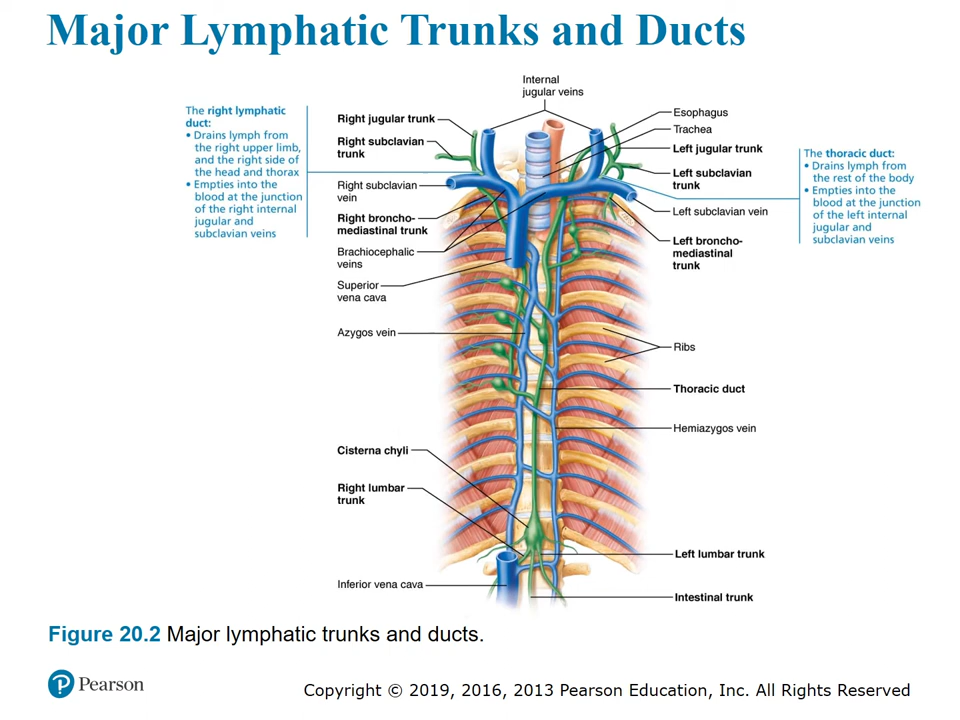 Major Lymphatic Trunks and Ducts
Internal
jugular veins
The right lymphatic
duct:
• Drains lymph from
the right upper limb,
and the right side of
the head and thorax
• Empties into the
blood at the junction
of the right internal
jugular and
subclavian veins
Right jugular trunk
Right subclavian
trunk
Right subclavian
vein
Right broncho-
mediastinal trunk
Brachiocephalic
veins
Superior
vena cava
Azygos vein
Cisterna chyli
Right lumbar
trunk
Inferior vena cava
Esophagus
Trachea
Left jugular trunk
Left subclavian
trunk
Left subclavian vein
Left broncho-
mediastinal
trunk
Ribs
Thoracic duct
Hemiazygos vein
Left lumbar trunk
Intestinal trunk
The thoracic duct:
• Drains lymph from
the rest of the body
• Empties into the
blood at the junction
of the left internal
jugular and
subclavian veins
Figure 20.2 Major lymphatic trunks and ducts.
P Pearson
Copyright © 2019, 2016, 2013 Pearson Education, Inc. All Rights Reserved